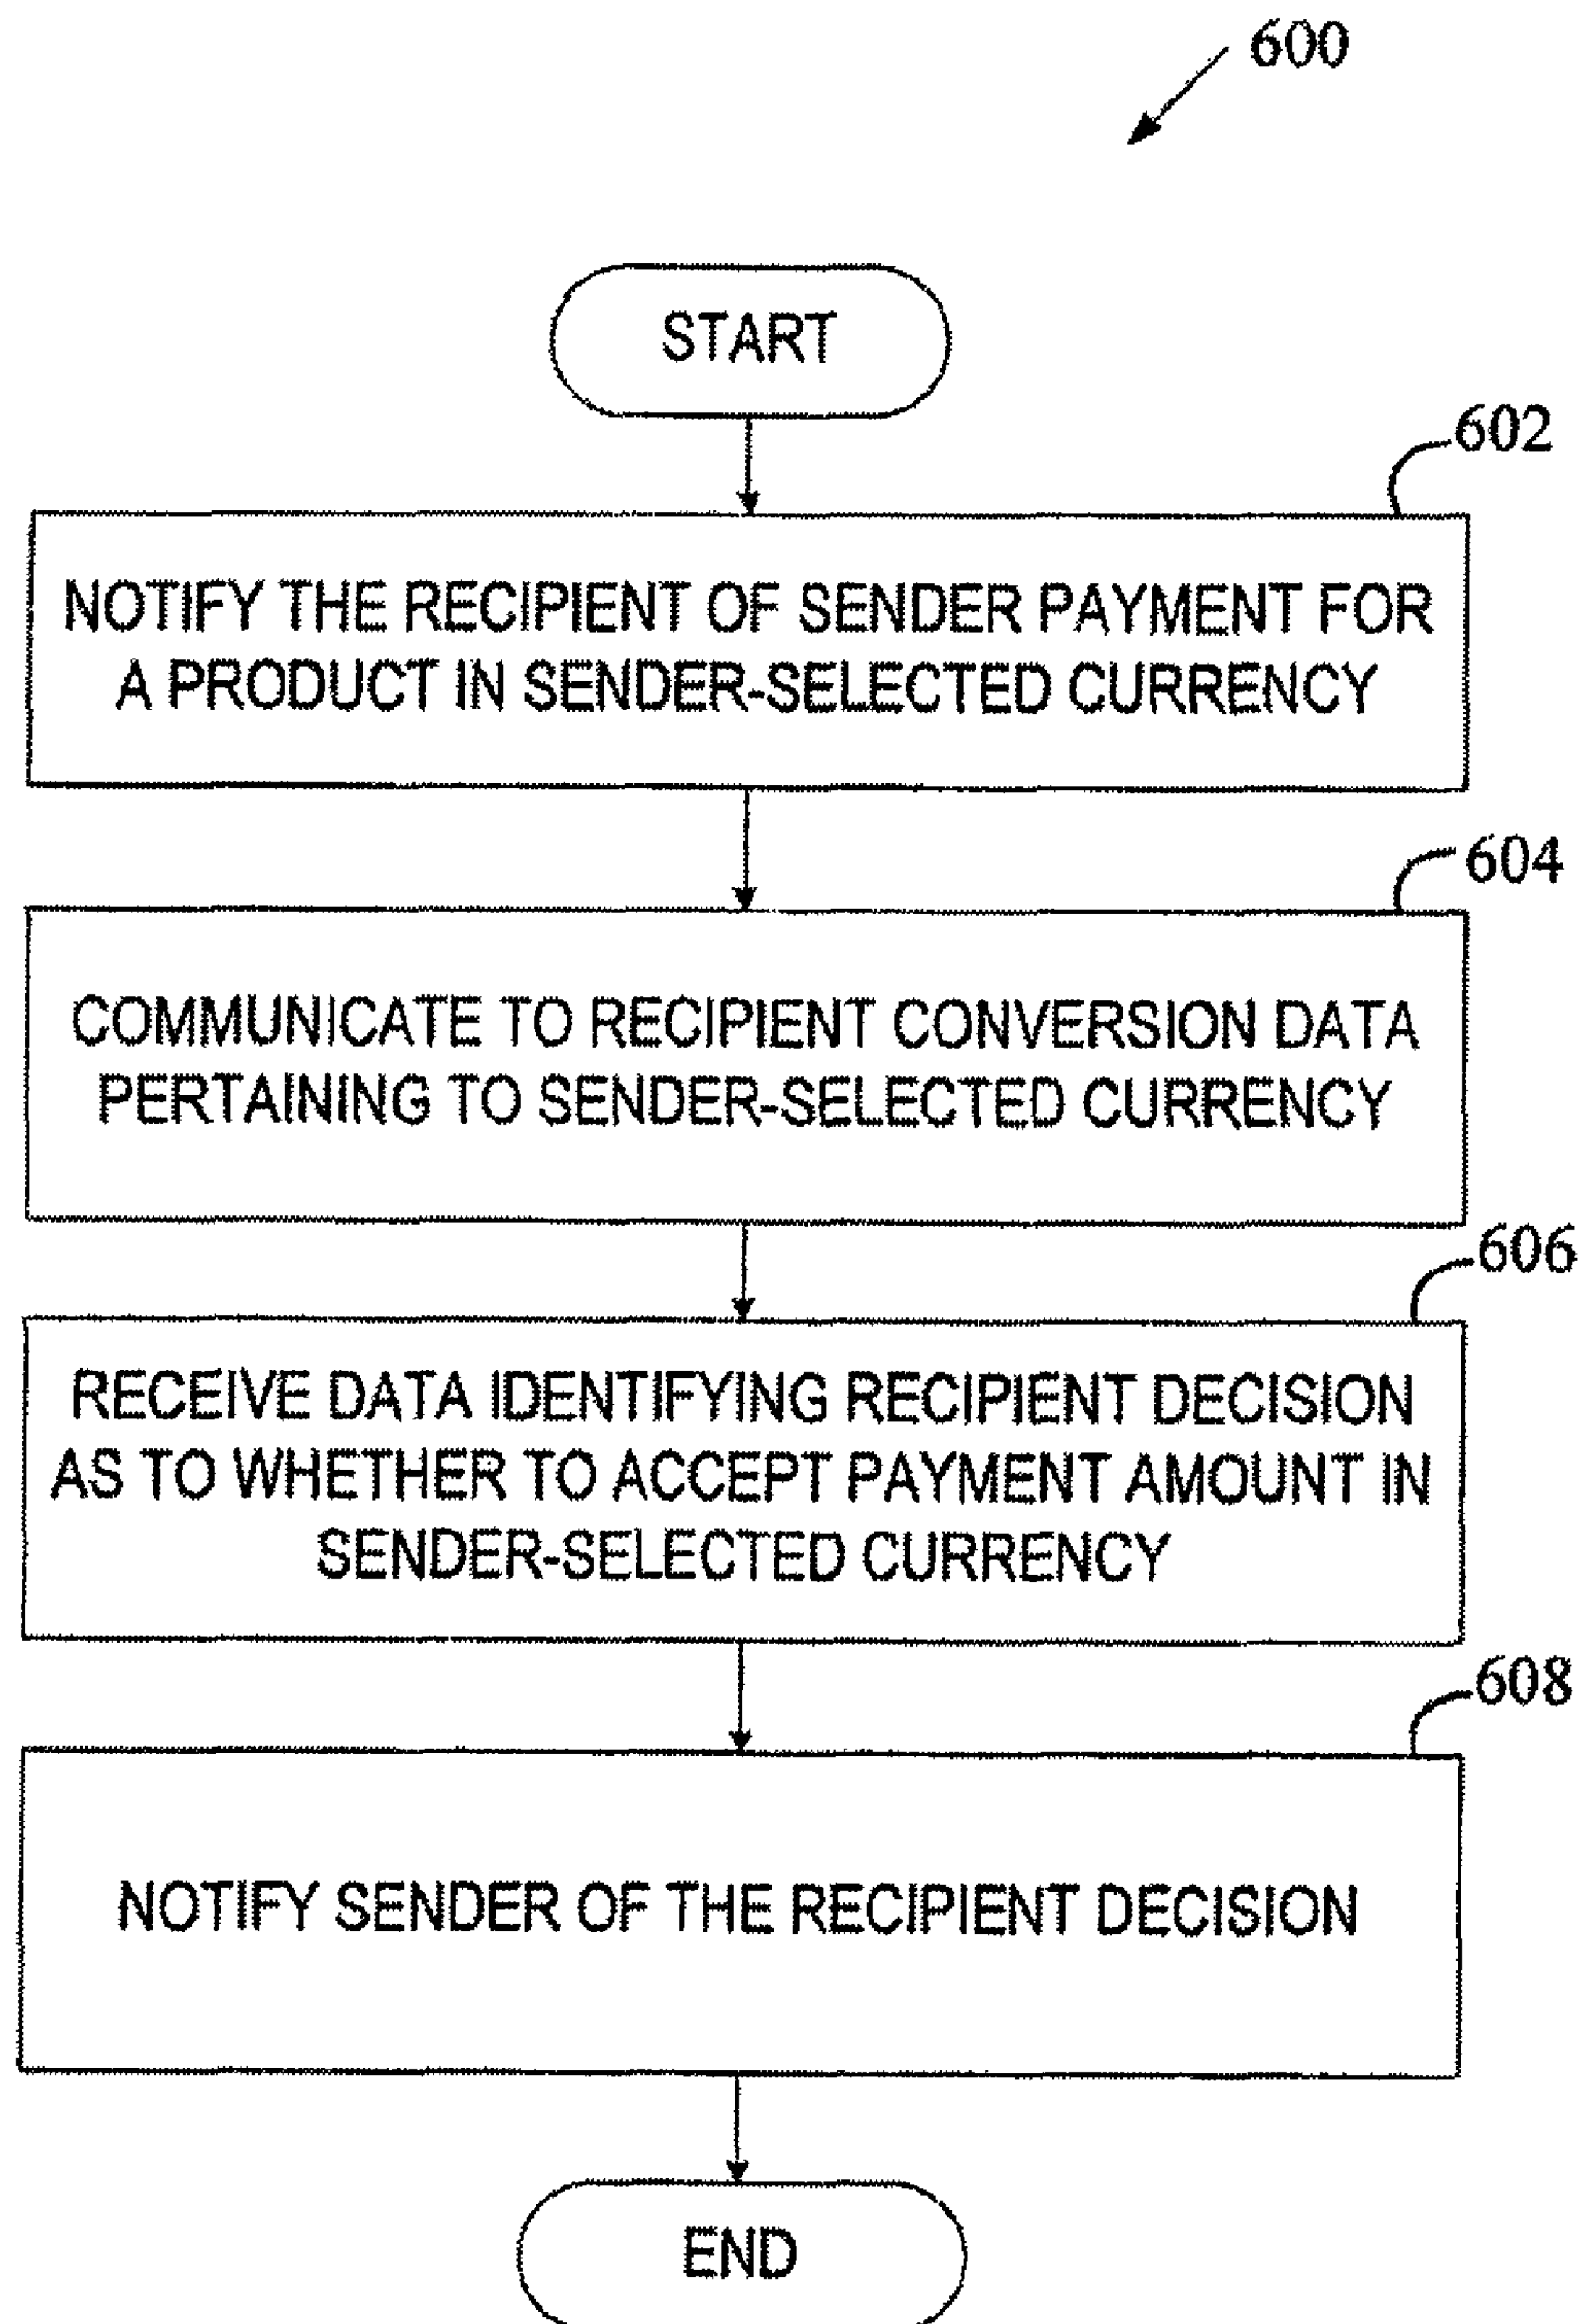 600
START
602
NOTIFY THE RECIPIENT OF SENDER PAYMENT FOR
A PRODUCT IN SENDER-SELECTED CURRENCY
604
COMMUNICATE TO RECIPIENT CONVERSION DATA
PERTAINING TO SENDER-SELECTED CURRENCY
606
RECEIVE DATA IDENTIFYING RECIPIENT DECISION
AS TO WHETHER TO ACCEPT PAYMENT AMOUNT IN
SENDER-SELECTED CURRENCY
608
NOTIFY SENDER OF THE RECIPIENT DECISION
END